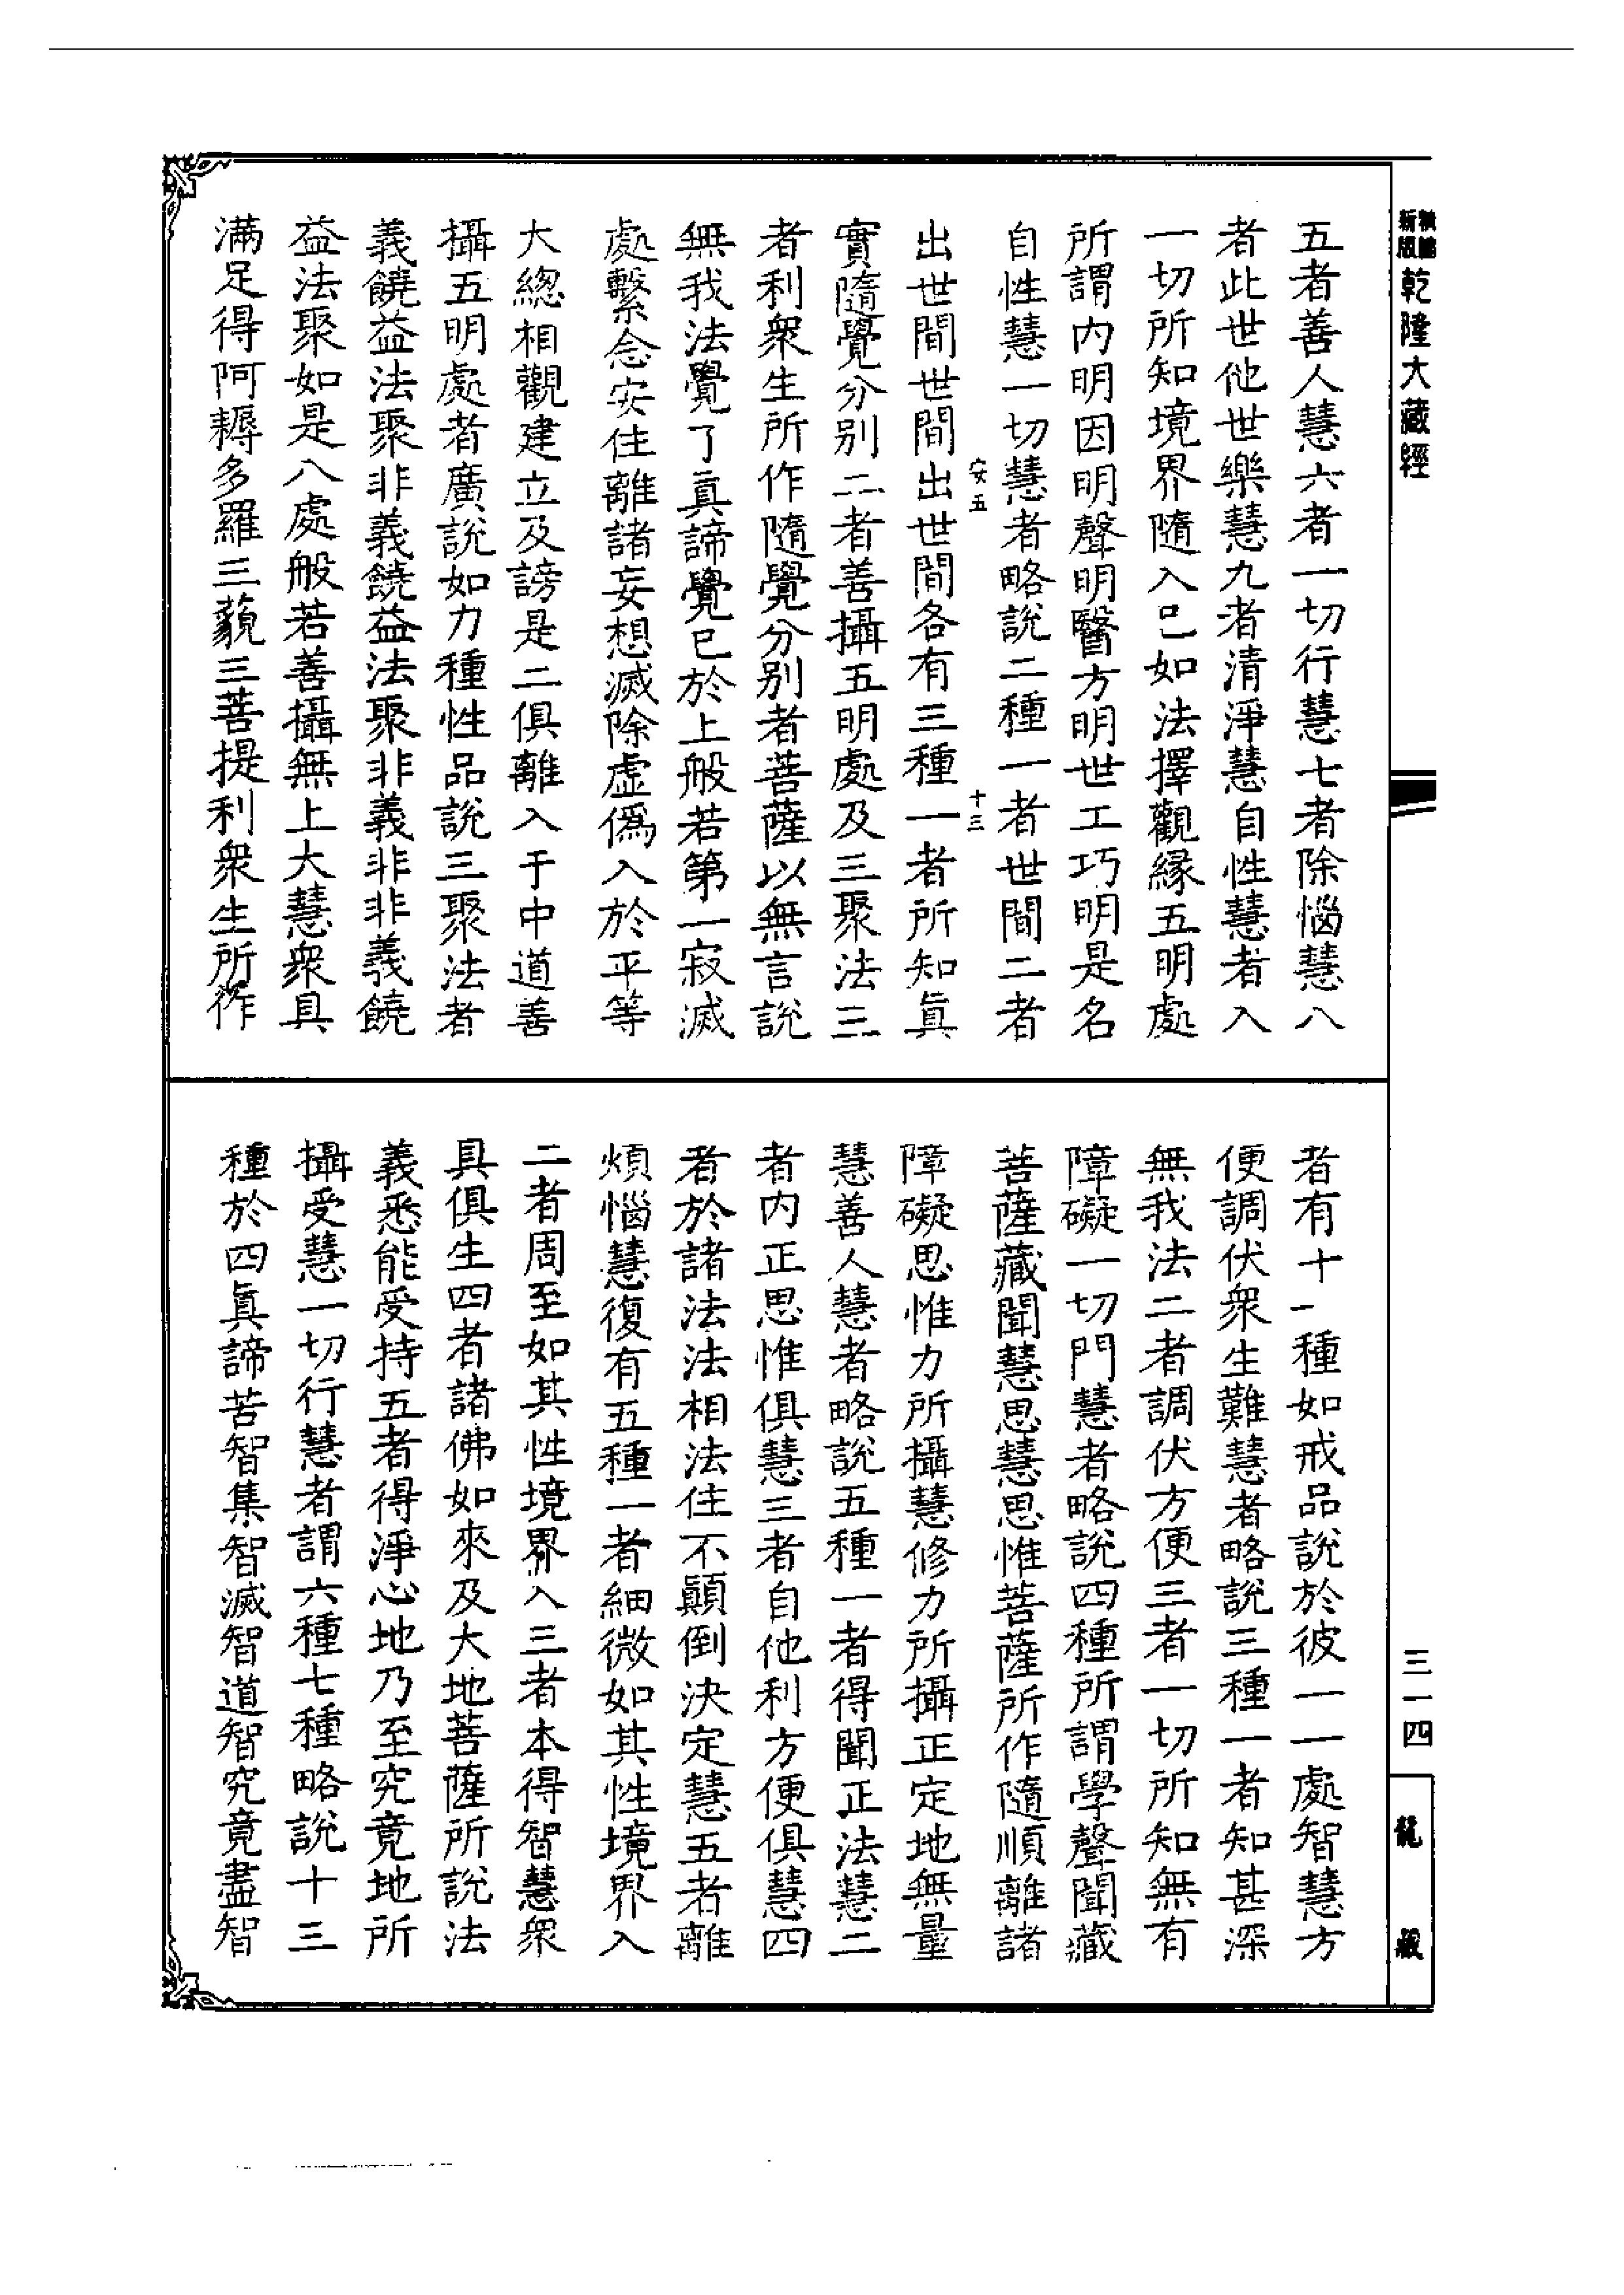 新版
精編
乾隆大藏經
三一四
龍藏
五者善人慧六者一切行慧七者除惱慧八
者此世他世樂慧九者清淨慧自性慧者入
一切所知境界隨入已如法擇觀緣五明處
所謂內明因明聲明醫方明世工巧明是名
自性慧一切慧者略說二種一者世間二者
安五
十三
出世間世間出世間各有三種一者所知真
實隨覺分別二者善攝五明處及三聚法三
者利衆生所作隨覺分别者菩薩以無言說
無我法覺了真諦覺已於上般若第一寂滅
處繫念安住離諸妄想滅除虛僞入於平等
大總相觀建立及謗是二俱離入于中道善
攝五明處者廣說如力種性品說三聚法者
義饒益法聚非義饒益法聚非義非非義饒
益法聚如是八處般若善攝無上大慧衆具
滿足得阿耨多羅三藐三菩提利衆生所作
者有十一種如戒品說於彼一一處智慧方
便調伏衆生難慧者略說三種一者知甚深
無我法二者調伏方便三者一切所知無有
障礙一切門慧者略說四種所謂學聲聞藏
菩薩藏聞慧思慧思惟菩薩所作隨順離諸
障礙思惟力所攝慧修力所攝正定地無量
慧善人慧者略說五種一者得聞正法慧二
者內正思惟俱慧三者自他利方便俱慧四
者於諸法法相法住不顛倒決定慧五者離
煩惱慧復有五種一者細微如其性境界入
二者周至如其性境界入三者本得智慧衆
具俱生四者諸佛如來及大地菩薩所說法
義悉能受持五者得淨心地乃至究竟地所
攝受慧一切行慧者謂六種七種略說十三
種於四真諦苦智集智滅智道智究竟盡智